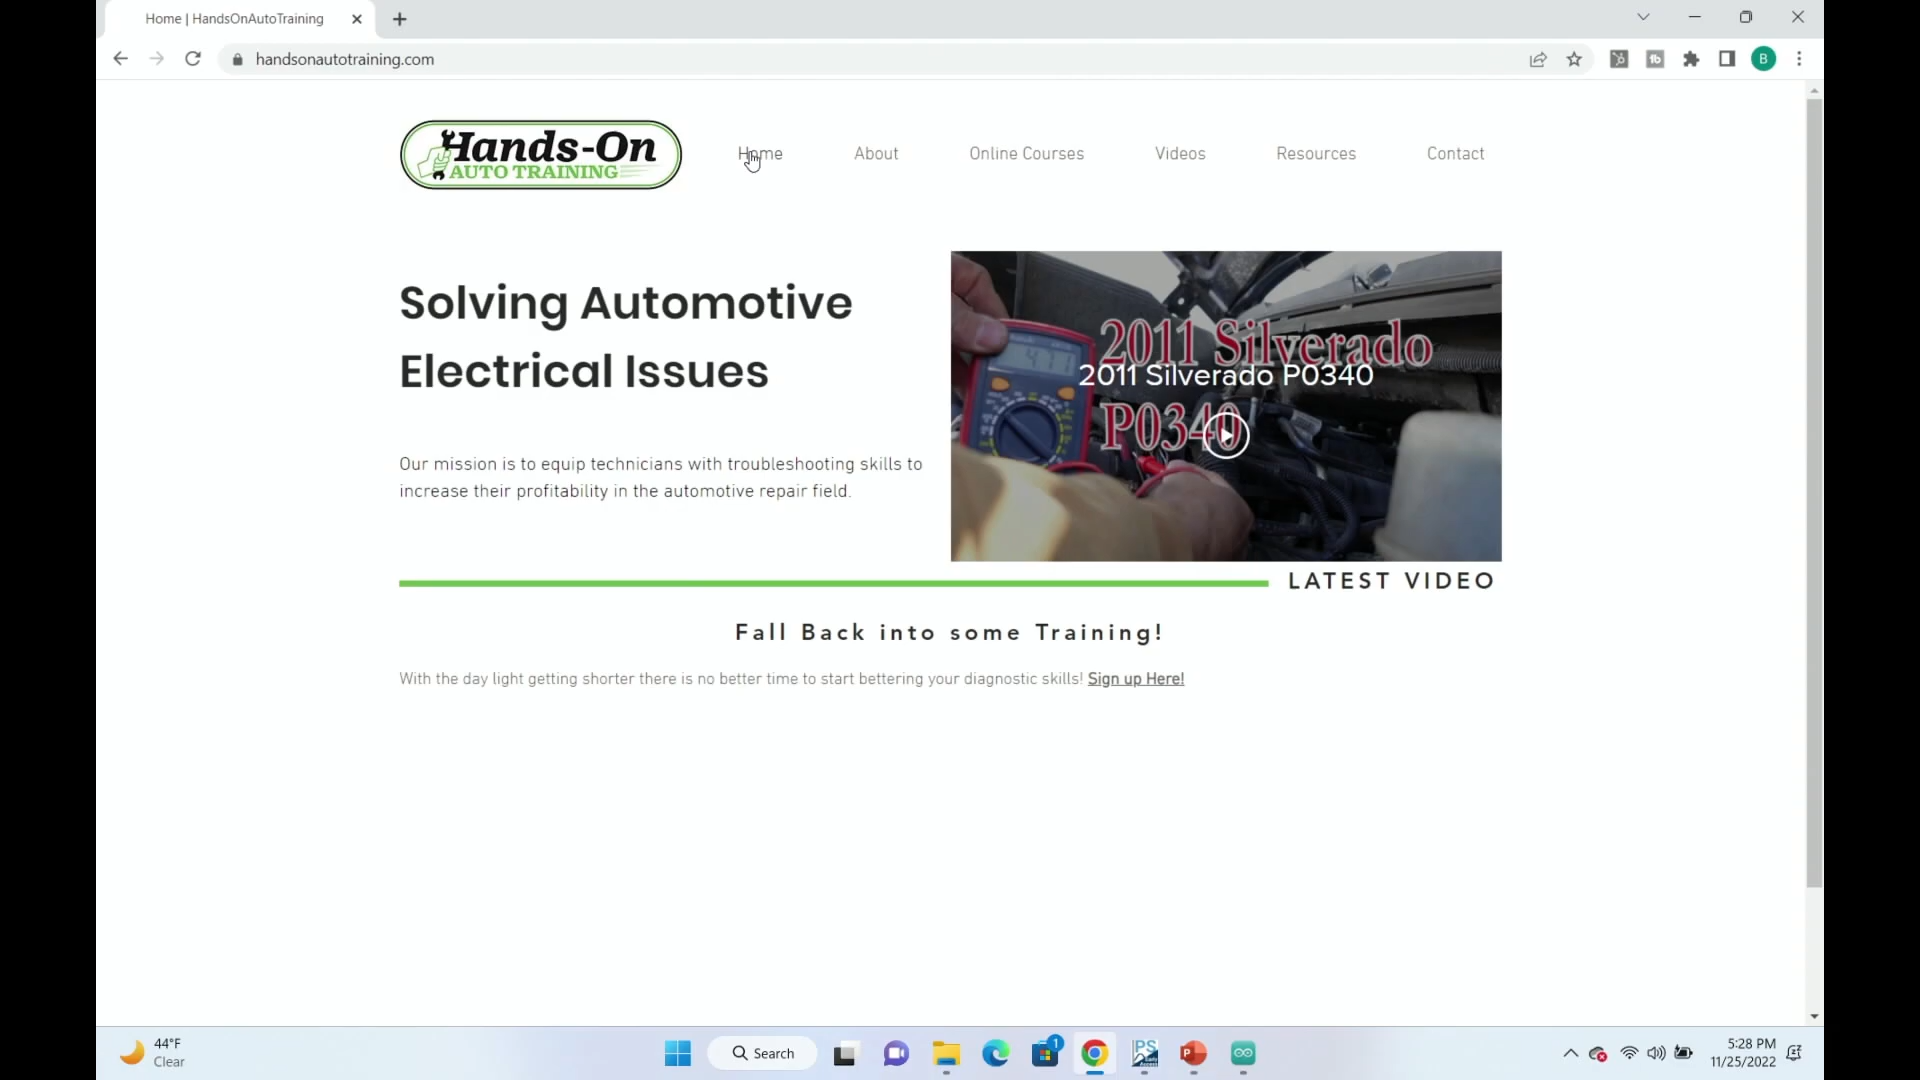 Home | HandsOnAutoTraining
handsonautotraining.com
B
Hands-On
AUTO TRAINING
Home
About
Online Courses
Videos
Resources
Contact
Solving Automotive
Electrical Issues
Our mission is to equip technicians with troubleshooting skills to
increase their profitability in the automotive repair field.
2011 Silverado
2011 Silverado P0340
P0340
LATEST VIDEO
Fall Back into some Training!
With the day light getting shorter there is no better time to start bettering your diagnostic skills! Sign up Here!
44°F
Clear
Search
1
PS
P
5:28 PM
11/25/2022